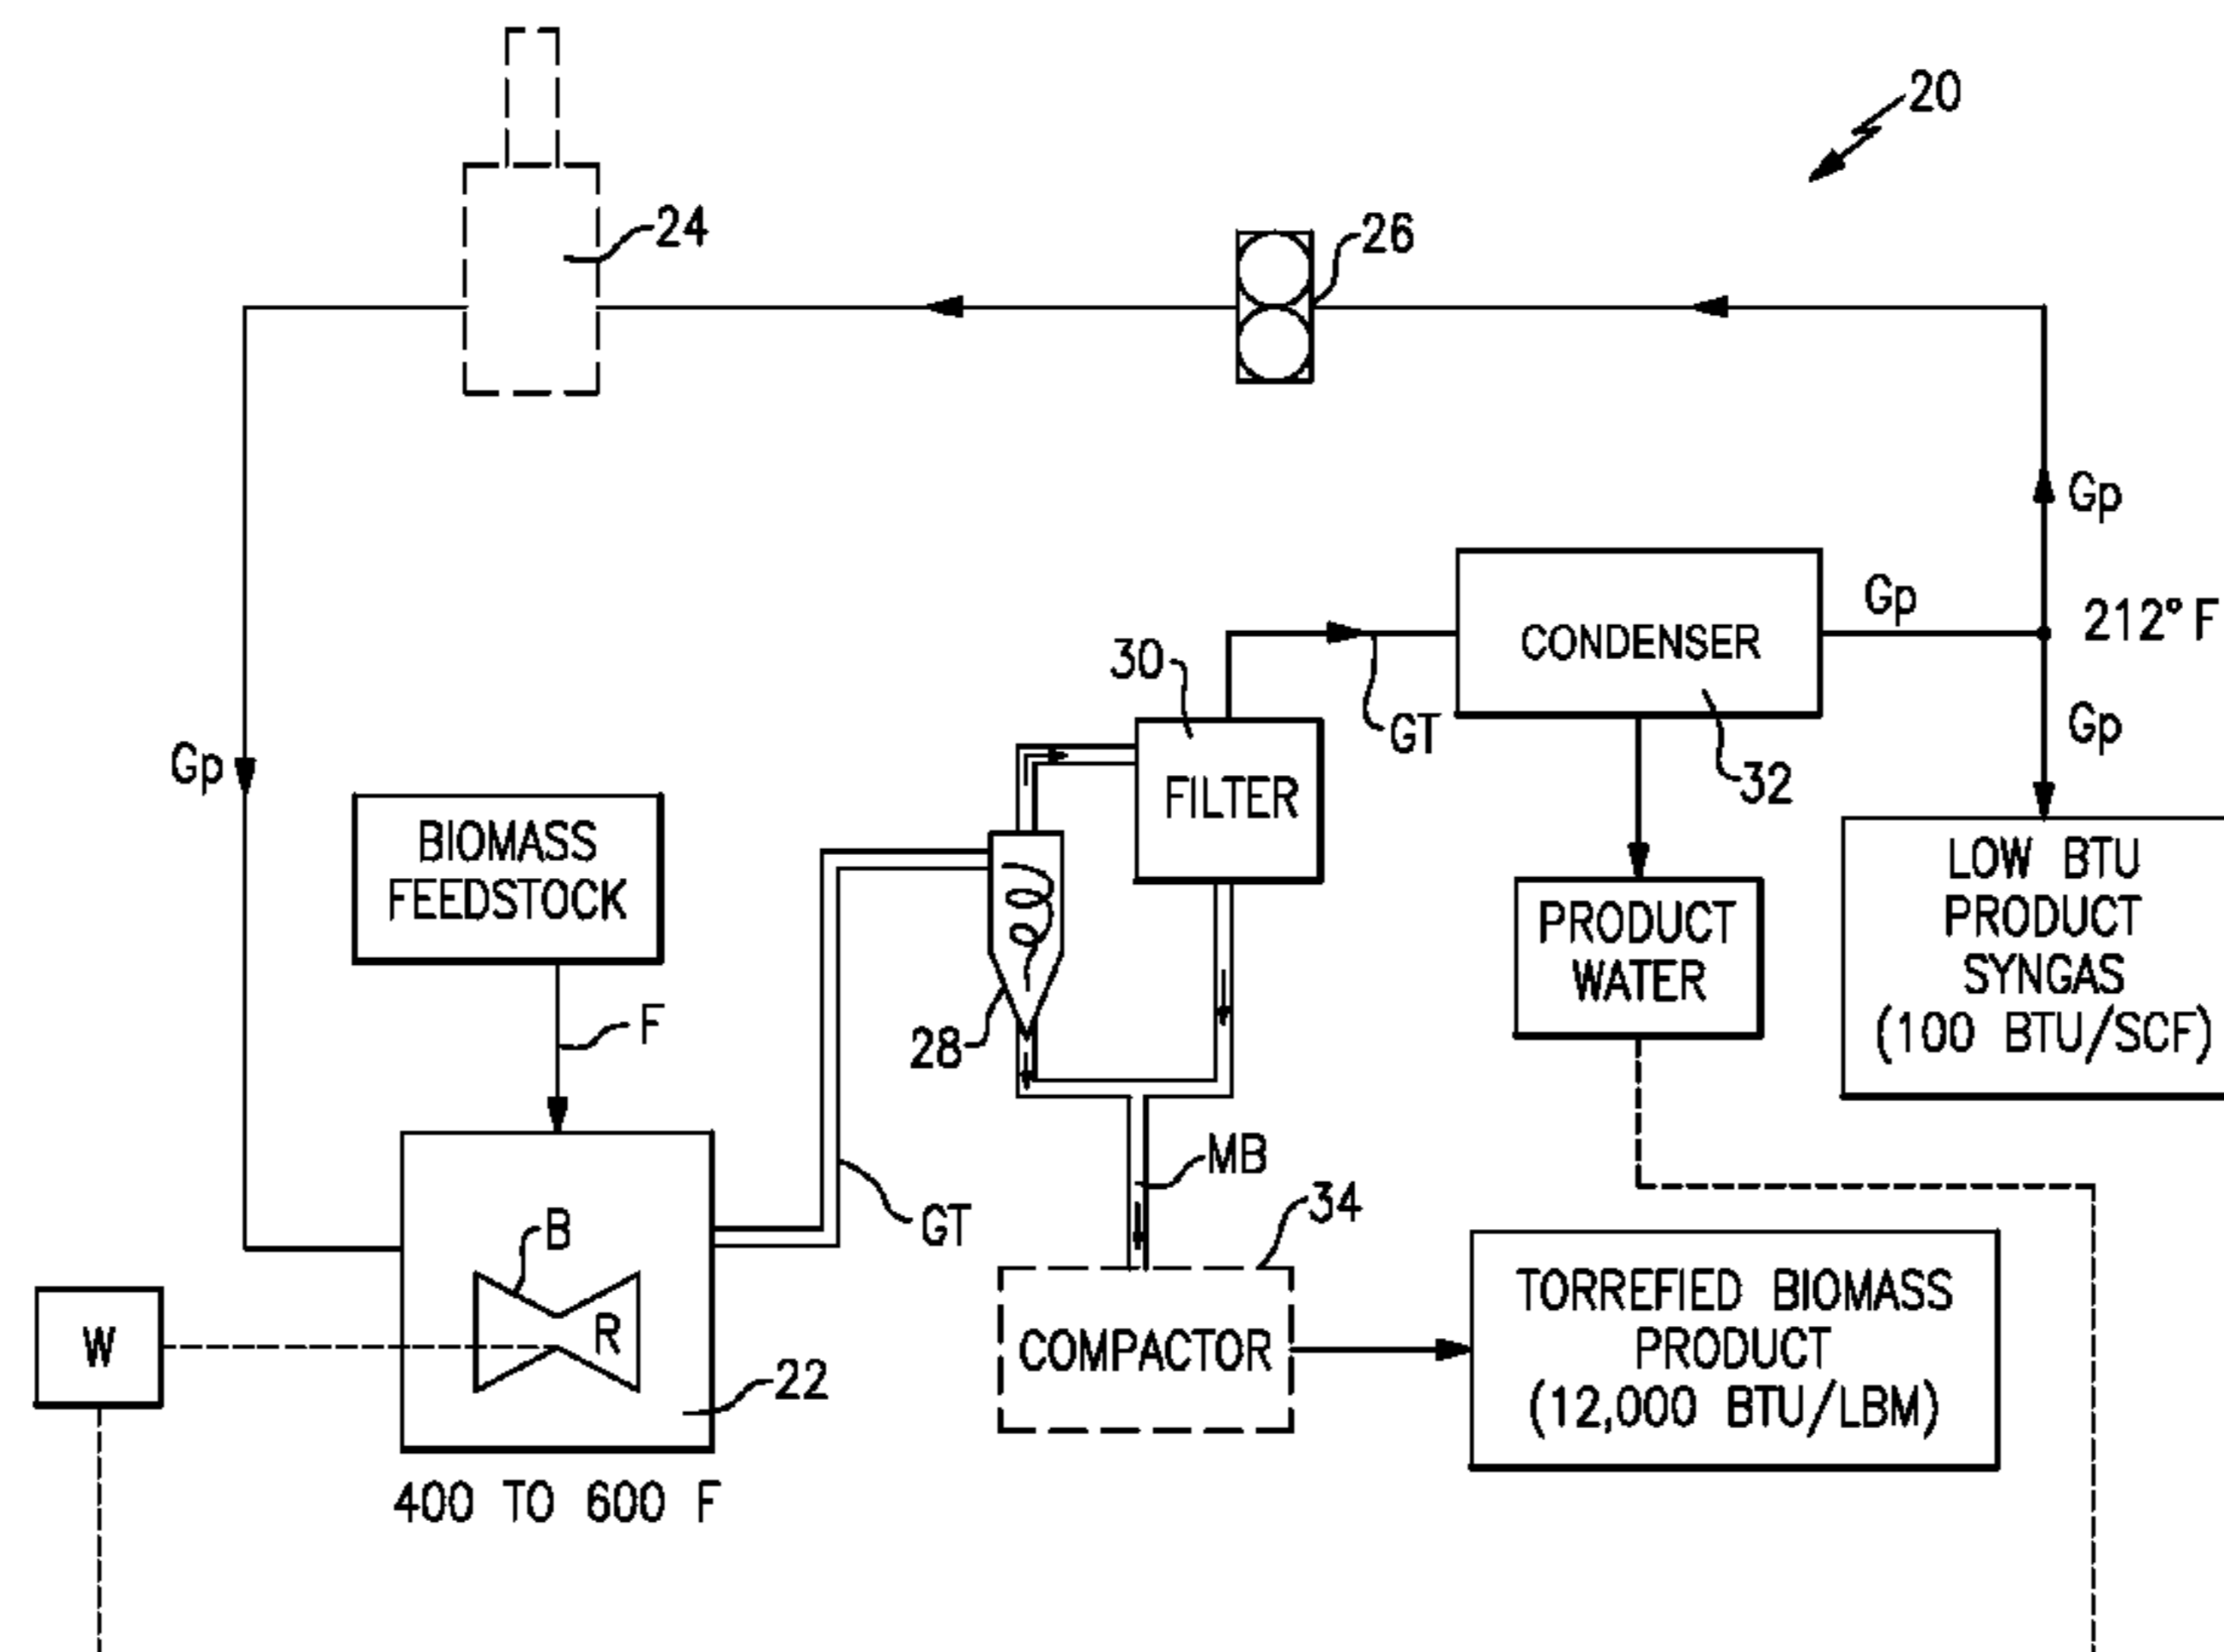 20
24
26
Gp
212°F
Gp
CONDENSER
30
GT
32
Gp
Gp
FILTER
BIOMASS
FEEDSTOCK
LOW BTU
PRODUCT
SYNGAS
(100 BTU/SCF)
PRODUCT
WATER
F
28
MB
GT
34
B
R
W
22
COMPACTOR
TORREFIED BIOMASS
PRODUCT
(12,000 BTU/LBM)
400 TO 600 F